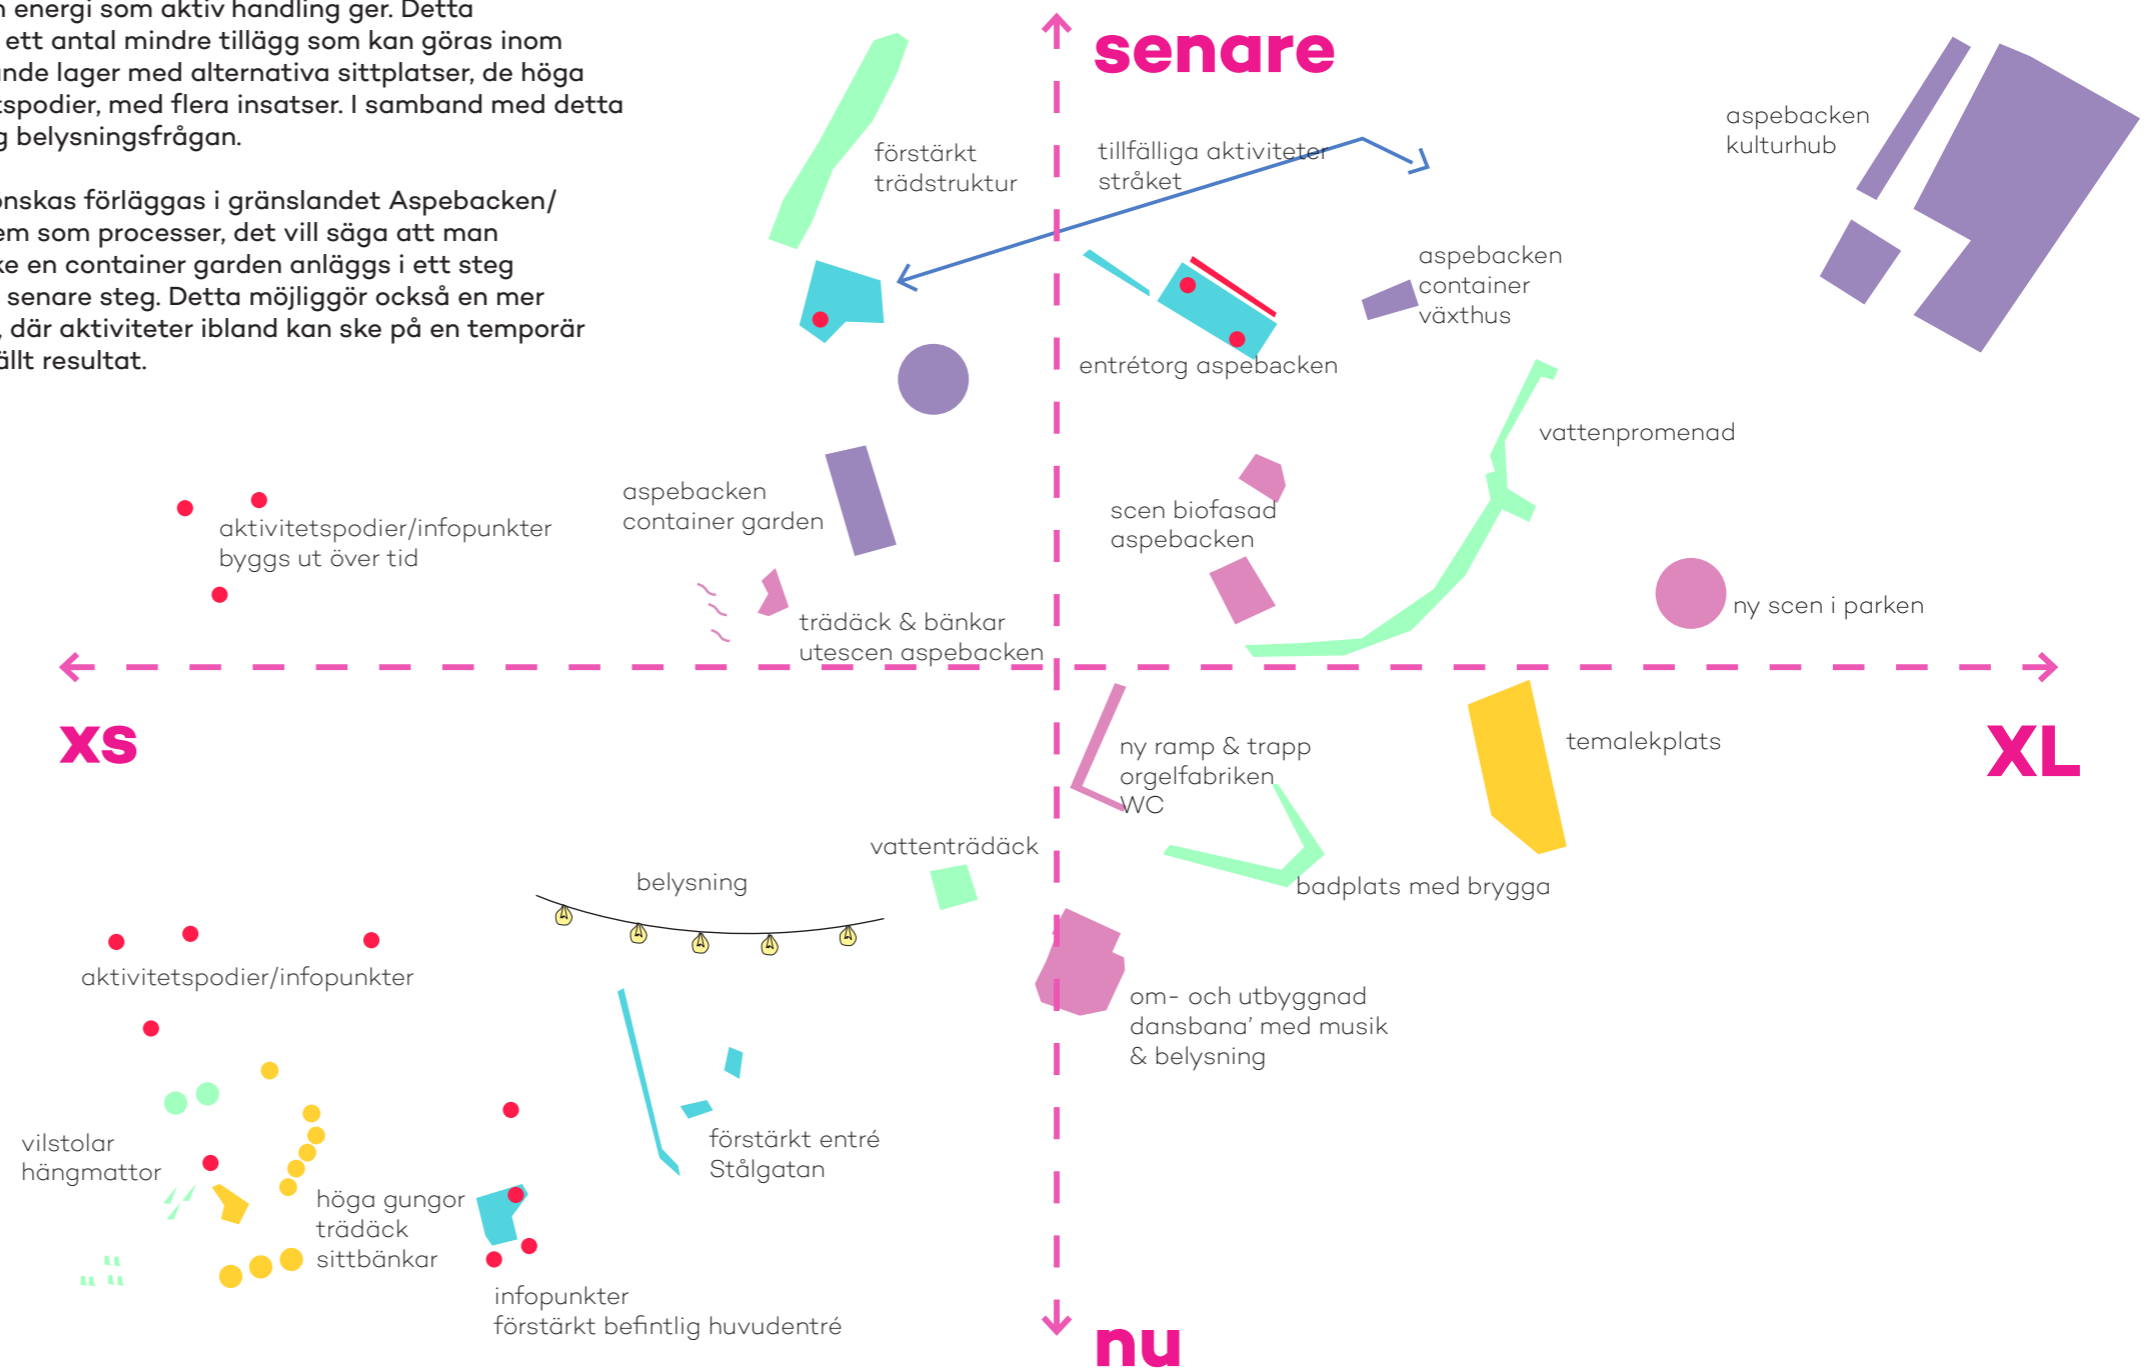 energi som aktiv handling ger. Detta
ett antal mindre tillägg som kan göras inom
lager med alternativa sittplatser, de höga
med flera insatser. I samband med detta
belysningsfrågan.
förläggas i gränslandet Aspebacken/
som processer, det vill säga att man
en container garden anläggs i ett steg
senare steg. Detta möjliggör också en mer
där aktiviteter ibland kan ske på en temporär
resultat.
senare
förstärkt
trädstruktur
tillfälliga aktiviteter
stråket
aspebacken
kulturhub
aspebacken
container
växthus
entrétorg aspebacken
vattenpromenad
aspebacken
container garden
scen biofasad
aspebacken
aktivitetspodier/infopunkter
byggs ut över tid
trädäck & bänkar
utescen aspebacken
ny scen i parken
xs
XL
ny ramp & trapp
orgelfabriken
WC
temalekplats
vattenträdäck
belysning
badplats med brygga
aktivitetspodier/infopunkter
om- och utbyggnad
dansbana' med musik
& belysning
vilstolar
hängmattor
förstärkt entré
Stålgatan
höga gungor
trädäck
sittbänkar
infopunkter
förstärkt befintlig huvudentré
nu